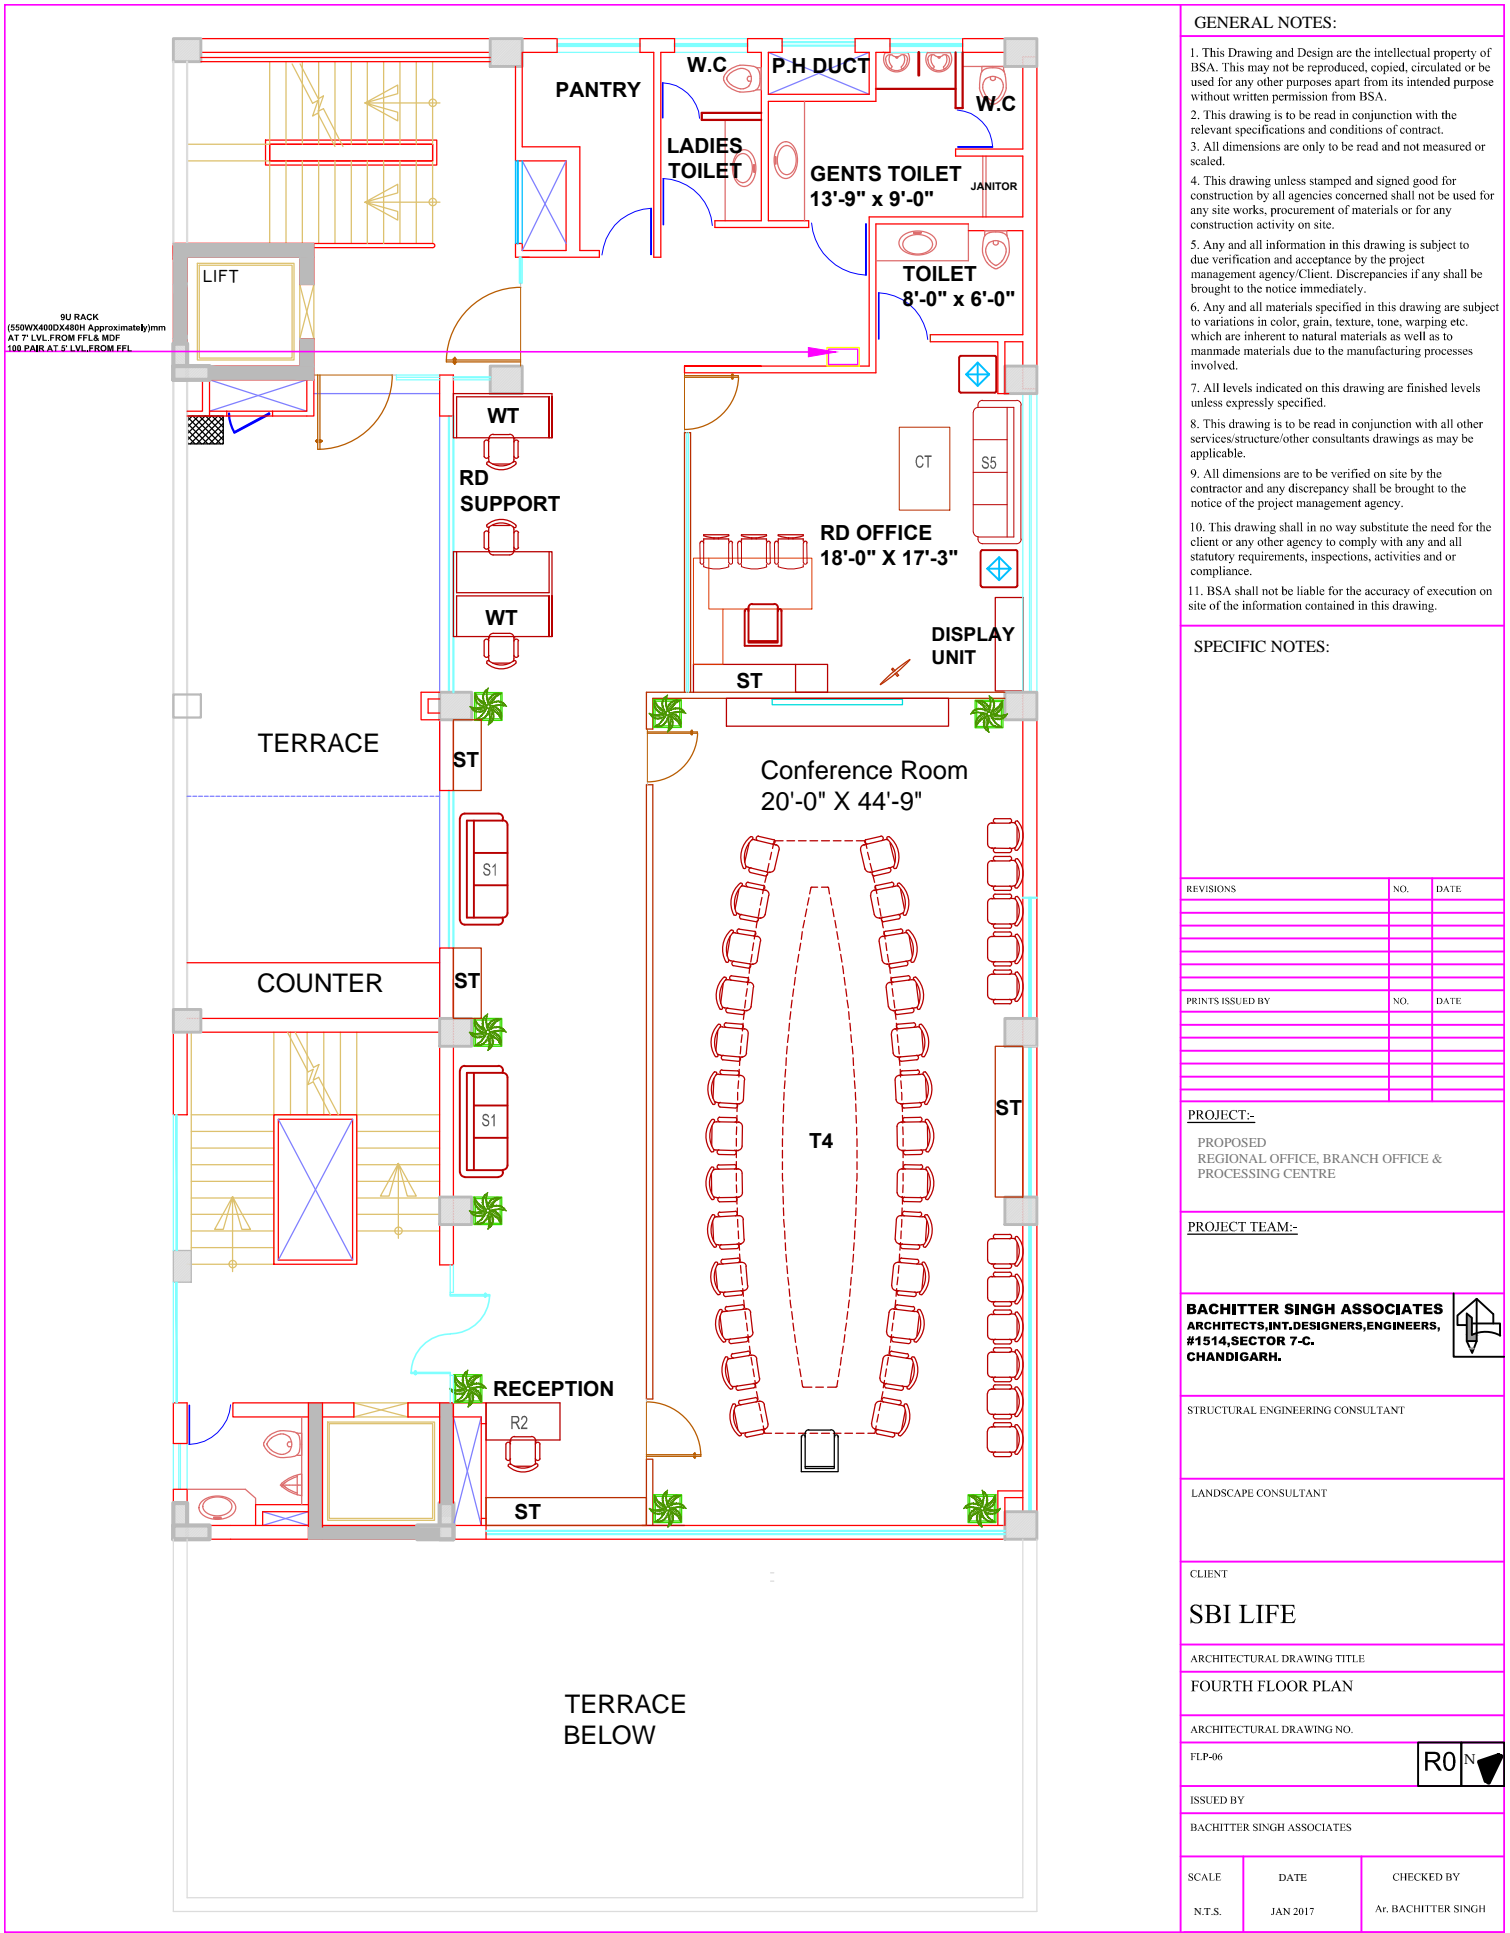 PANTRY
W.C
P.H DUCT
W.C
LADIES
TOILET
GENTS TOILET
13'-9" x 9'-0"
JANITOR
LIFT
TOILET
8'-0" x 6'-0"
9U RACK
(550WX400DX480H Approximately)mm
AT 7' LVL.FROM FFL& MDF
100 PAIR AT 5' LVL.FROM FFL
WT
RD
SUPPORT
WT
CT
S5
RD OFFICE
18'-0" X 17'-3"
DISPLAY
UNIT
ST
TERRACE
ST
Conference Room
20'-0" X 44'-9"
S1
COUNTER
ST
S1
ST
T4
RECEPTION
R2
ST
TERRACE
BELOW
GENERAL NOTES:
1. This Drawing and Design are the intellectual property of
BSA. This may not be reproduced, copied, circulated or be
used for any other purposes apart from its intended purpose
without written permission from BSA.
2. This drawing is to be read in conjunction with the
relevant specifications and conditions of contract.
3. All dimensions are only to be read and not measured or
scaled.
4. This drawing unless stamped and signed good for
construction by all agencies concerned shall not be used for
any site works, procurement of materials or for any
construction activity on site.
5. Any and all information in this drawing is subject to
due verification and acceptance by the project
management agency/Client. Discrepancies if any shall be
brought to the notice immediately.
6. Any and all materials specified in this drawing are subject
to variations in color, grain, texture, tone, warping etc.
which are inherent to natural materials as well as to
manmade materials due to the manufacturing processes
involved.
7. All levels indicated on this drawing are finished levels
unless expressly specified.
8. This drawing is to be read in conjunction with all other
services/structure/other consultants drawings as may be
applicable.
9. All dimensions are to be verified on site by the
contractor and any discrepancy shall be brought to the
notice of the project management agency.
10. This drawing shall in no way substitute the need for the
client or any other agency to comply with any and all
statutory requirements, inspections, activities and or
compliance.
11. BSA shall not be liable for the accuracy of execution on
site of the information contained in this drawing.
SPECIFIC NOTES:
REVISIONS NO. DATE
PRINTS ISSUED BY NO. DATE
PROJECT:-
PROPOSED
REGIONAL OFFICE, BRANCH OFFICE &
PROCESSING CENTRE
PROJECT TEAM:-
BACHITTER SINGH ASSOCIATES
ARCHITECTS,INT.DESIGNERS,ENGINEERS,
#1514,SECTOR 7-C.
CHANDIGARH.
STRUCTURAL ENGINEERING CONSULTANT
LANDSCAPE CONSULTANT
CLIENT
SBI LIFE
ARCHITECTURAL DRAWING TITLE
FOURTH FLOOR PLAN
ARCHITECTURAL DRAWING NO.
FLP-06
R0 N
ISSUED BY
BACHITTER SINGH ASSOCIATES
SCALE DATE CHECKED BY
N.T.S. JAN 2017 Ar. BACHITTER SINGH